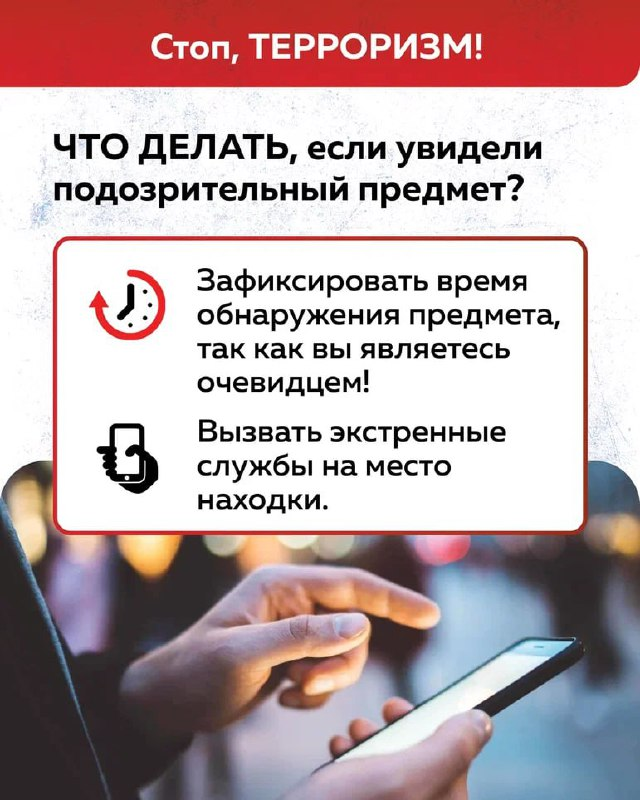 Стоп, ТЕРРОРИЗМ!
ЧТО ДЕЛАТЬ, если увидели
подозрительный предмет?
Зафиксировать время
обнаружения предмета,
так как вы являетесь
очевидцем!
Вызвать экстренные
службы на место
находки.